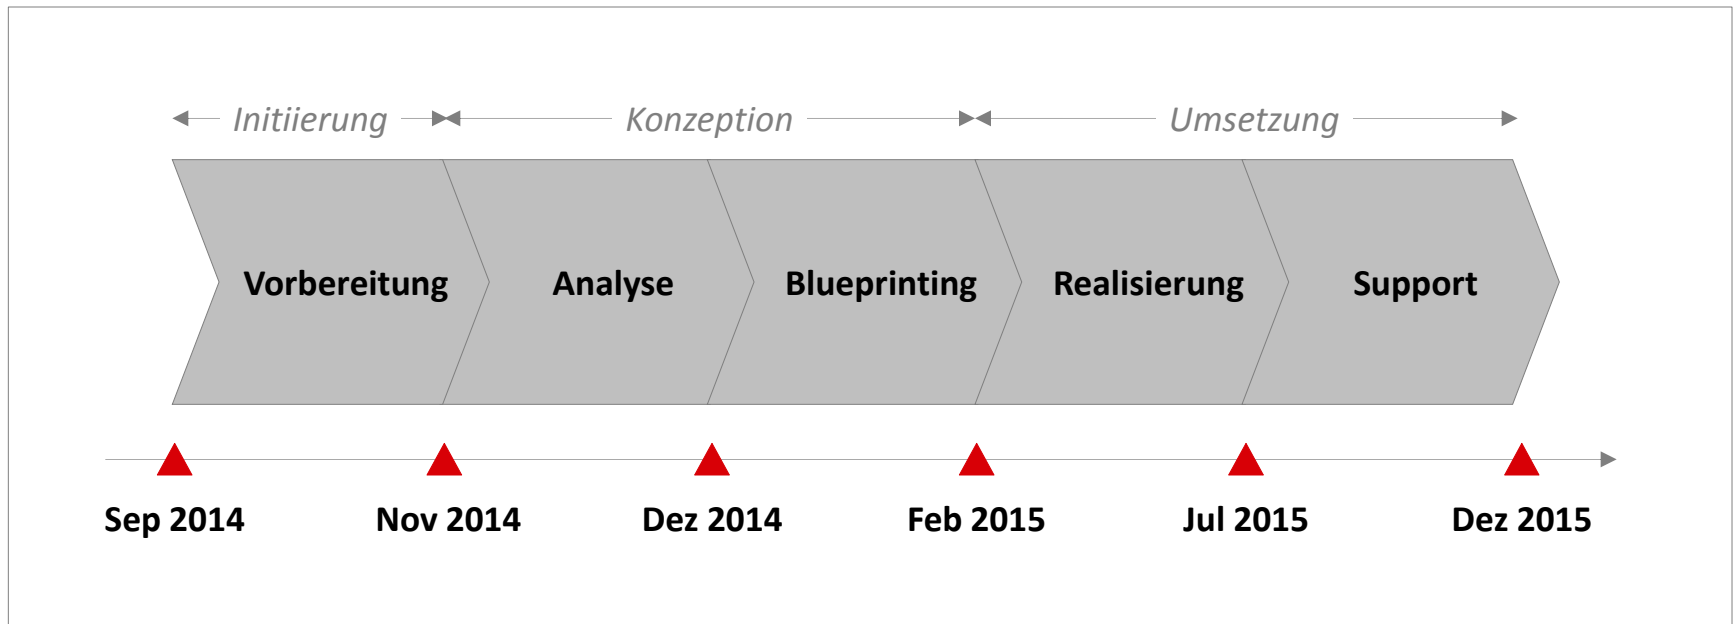 Initiierung Konzeption Umsetzung
Vorbereitung Analyse Blueprinting Realisierung Support
Sep 2014 Nov 2014 Dez 2014 Feb 2015 Jul 2015 Dez 2015